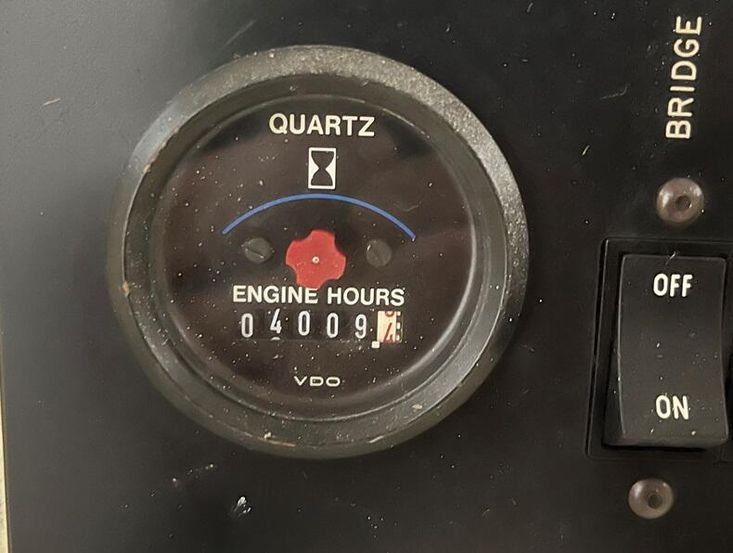 QUARTZ
ENGINE HOURS
04009
VDO
BRIDGE
OFF
ON